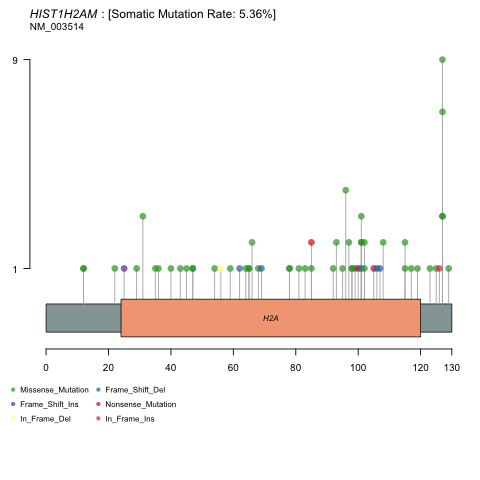 HIST1H2AM : [Somatic Mutation Rate: 5.36%]
NM_003514
9
1
H2A
0 20 40 60 80 100 120 130
Missense_Mutation Frame_Shift_Del
Frame_Shift_Ins Nonsense_Mutation
In_Frame_Del In_Frame_Ins